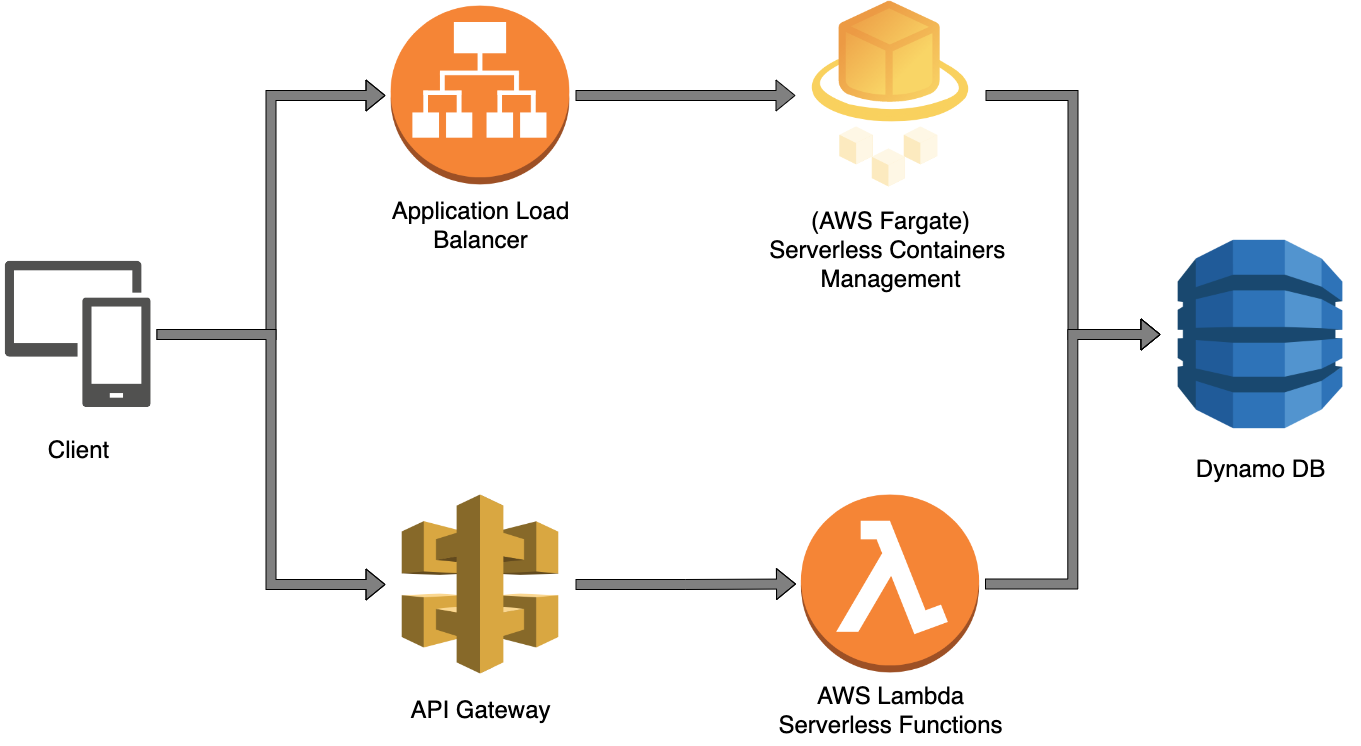 Application Load
Balancer
(AWS Fargate)
Serverless Containers
Management
Client
Dynamo DB
API Gateway
AWS Lambda
Serverless Functions